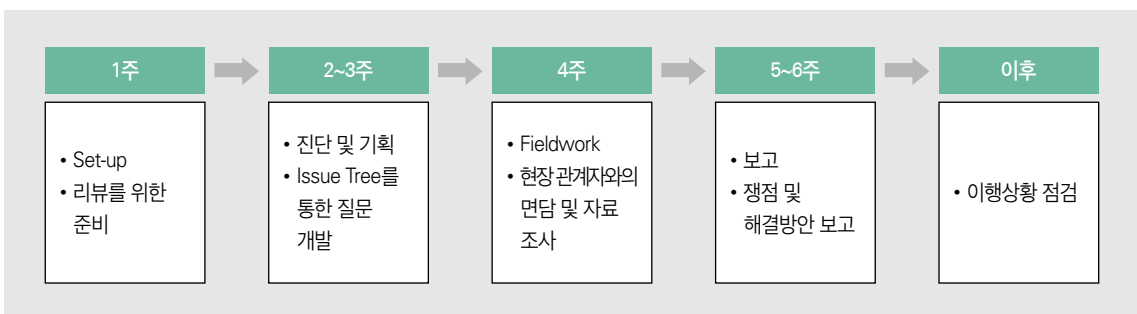 1주
• Set-up
• 리뷰를 위한
준비
2~3주
• 진단 및 기획
• Issue Tree를
통한 질문
개발
4주
• Fieldwork
• 현장 관계자와의
면담 및 자료
조사
5~6주
• 보고
• 쟁점 및
해결방안 보고
이후
• 이행상황 점검